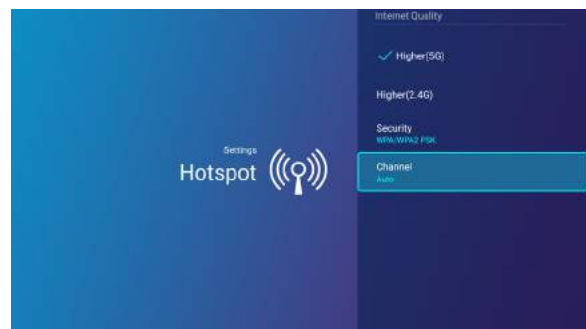 Internet Quality
Higher(5G)
Higher(2.4G)
Security
WPA/WPA2 PSK
Settings
Hotspot
Channel
Auto